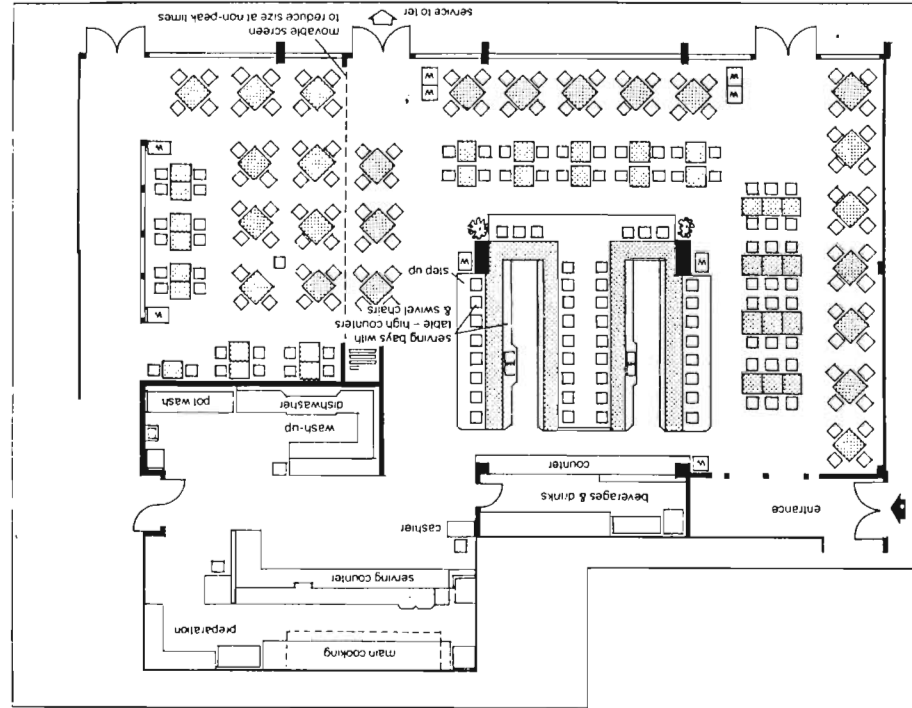 main cooking
preparation
serving counter
cashier
entrance
beverages & drinks
counter
W
wash-up
dishwasher
pot wash
serving bays with
table – high counters
& swivel chairs
W
step up
W
W
W
W
W
W
W
movable screen
to reduce size at non-peak times
service to ter